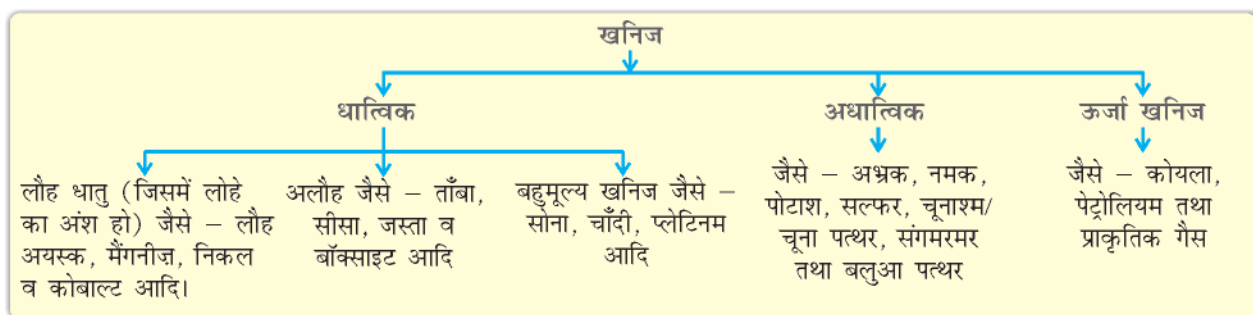 खनिज
धात्विक
अधात्विक
ऊर्जा खनिज
लौह धातु (जिसमें लोहे
का अंश हो) जैसे – लौह
अयस्क, मैंगनीज़, निकल
व कोबाल्ट आदि।
अलौह जैसे – ताँबा,
सीसा, जस्ता व
बॉक्साइट आदि
बहुमूल्य खनिज जैसे –
सोना, चाँदी, प्लेटिनम
आदि
जैसे – अभ्रक, नमक,
पोटाश, सल्फर, चूनाश्म/
चूना पत्थर, संगमरमर
तथा बलुआ पत्थर
जैसे – कोयला,
पेट्रोलियम तथा
प्राकृतिक गैस